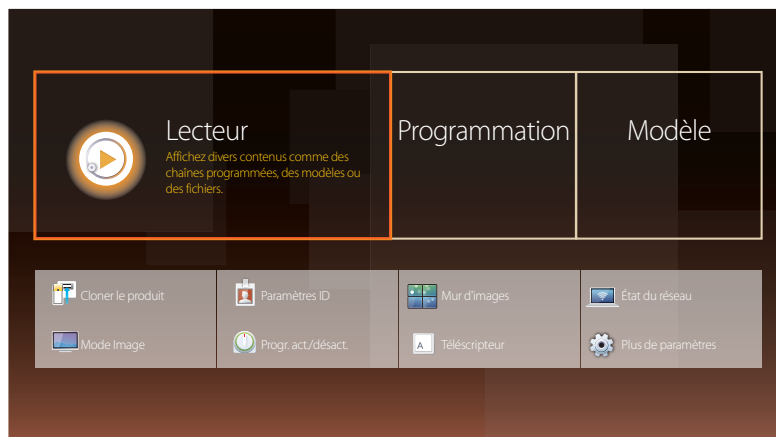 Lecteur
Affichez divers contenus comme des
chaînes programmées, des modèles ou
des fichiers.
Programmation
Modèle
Cloner le produit
Paramètres ID
Mur d'images
État du réseau
Mode Image
Progr. act./désact.
A
Téléscripteur
Plus de paramètres